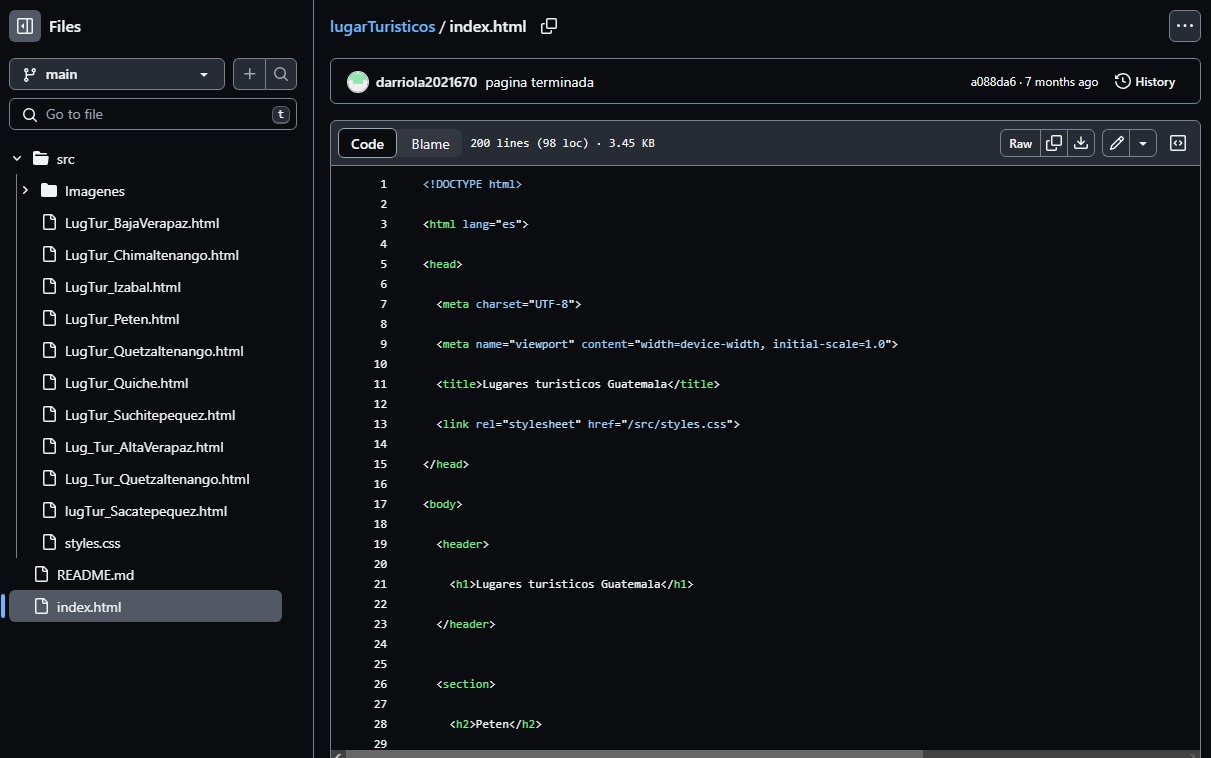 Files
main
Go to file
t
src
Imagenes
LugTur_BajaVerapaz.html
LugTur_Chimaltenango.html
LugTur_Izabal.html
LugTur_Peten.html
LugTur_Quetzaltenango.html
LugTur_Quiche.html
LugTur_Suchitepequez.html
Lug_Tur_AltaVerapaz.html
Lug_Tur_Quetzaltenango.html
lugTur_Sacatepequez.html
styles.css
README.md
index.html
lugarTuristicos / index.html
darriola2021670 pagina terminada
a088da6 · 7 months ago History
Code Blame 200 lines (98 loc) · 3.45 KB Raw
1 <!DOCTYPE html>
2
3 <html lang="es">
4
5 <head>
6
7 <meta charset="UTF-8">
8
9 <meta name="viewport" content="width=device-width, initial-scale=1.0">
10
11 <title>Lugares turisticos Guatemala</title>
12
13 <link rel="stylesheet" href="/src/styles.css">
14
15 </head>
16
17 <body>
18
19 <header>
20
21 <h1>Lugares turisticos Guatemala</h1>
22
23 </header>
24
25
26 <section>
27
28 <h2>Peten</h2>
29